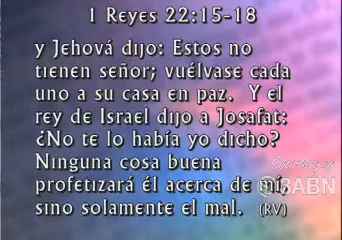 1 Reyes 22:15-18
y Jehová dijo: Estos no
tienen señor; vuélvase cada
uno a su casa en paz. Y el
rey de Israel dijo a Josafat:
¿No te lo había yo dicho?
Ninguna cosa buena
profetizará él acerca de mí,
sino solamente el mal. (RV)
Courtesy of
@3ABN